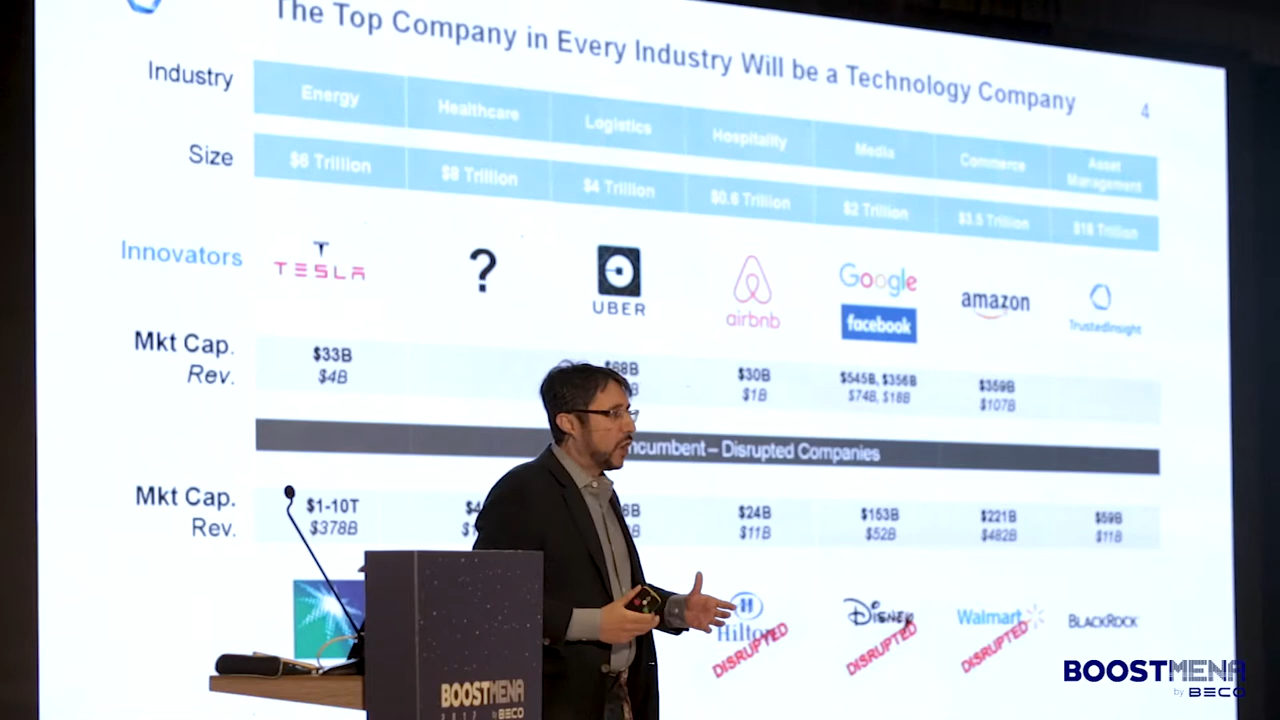 The Top Company in Every Industry Will be a Technology Company
4
Industry Energy Healthcare Logistics Hospitality Media Commerce Asset Management
Size $6 Trillion $8 Trillion $4 Trillion $0.6 Trillion $2 Trillion $3.5 Trillion Trillion
Innovators TESLA ? UBER airbnb Google facebook amazon TrustedInsight
Mkt Cap. $33B $68B $30B $545B, $356B $359B
Rev. $4B $1B $74B, $18B $107B
ncumbent – Disrupted Companies
Mkt Cap. $1-10T $24B $153B $221B $59B
Rev. $378B $11B $52B $482B $11B
Hilton DISNEY Walmart BLACKROCK
DISRUPTED DISRUPTED DISRUPTED
BOOSTMENA
2017 by BECO
BOOSTMENA
by BECO